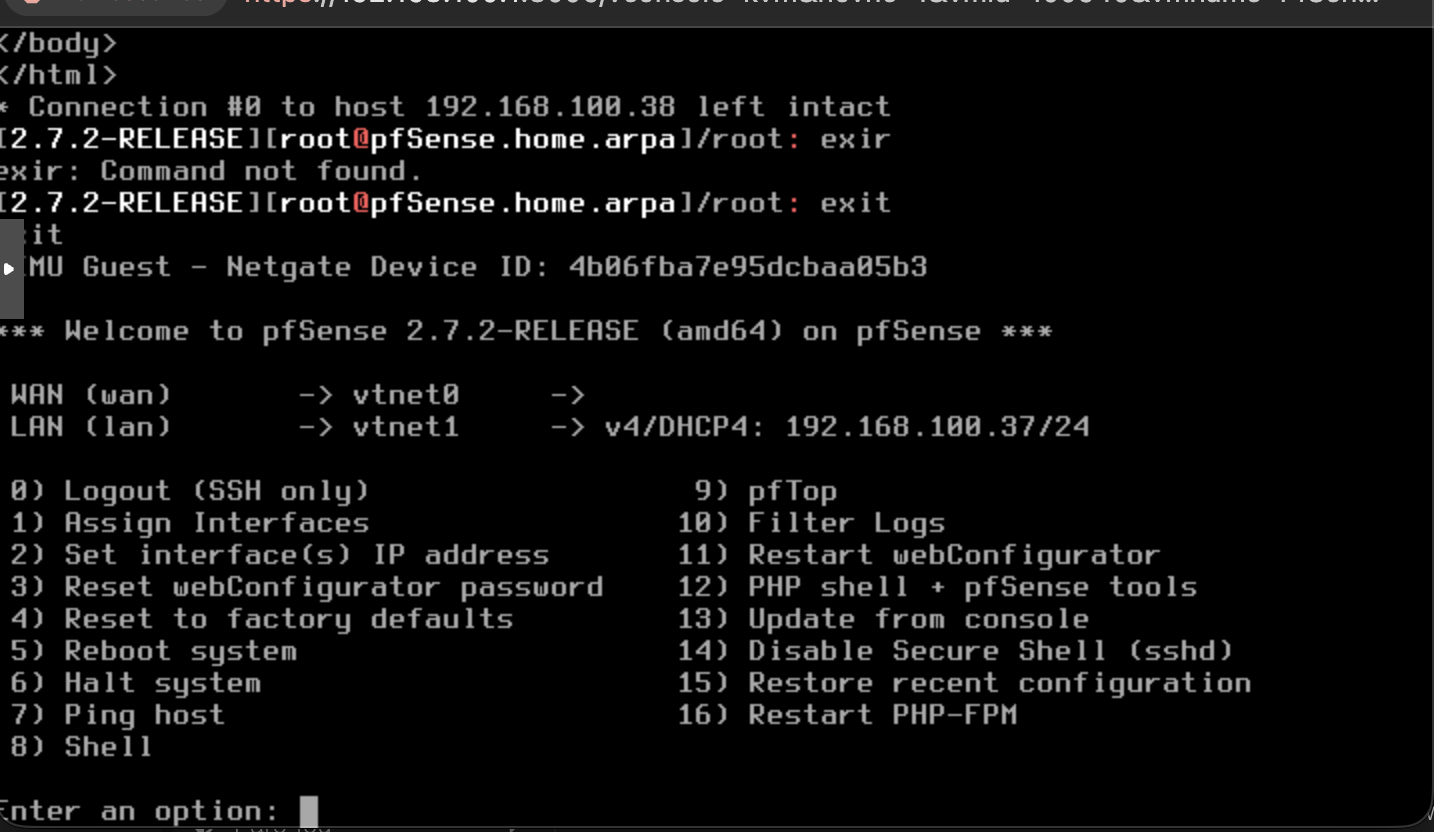 </body>
</html>
* Connection #0 to host 192.168.100.38 left intact
[2.7.2-RELEASE][root@pfSense.home.arpa]/root: exir
exir: Command not found.
[2.7.2-RELEASE][root@pfSense.home.arpa]/root: exit
it
MU Guest - Netgate Device ID: 4b06fba7e95dcbaa05b3
*** Welcome to pfSense 2.7.2-RELEASE (amd64) on pfSense ***
WAN (wan) -> vtnet0 ->
LAN (lan) -> vtnet1 -> v4/DHCP4: 192.168.100.37/24
0) Logout (SSH only) 9) pfTop
1) Assign Interfaces 10) Filter Logs
2) Set interface(s) IP address 11) Restart webConfigurator
3) Reset webConfigurator password 12) PHP shell + pfSense tools
4) Reset to factory defaults 13) Update from console
5) Reboot system 14) Disable Secure Shell (sshd)
6) Halt system 15) Restore recent configuration
7) Ping host 16) Restart PHP-FPM
8) Shell
Enter an option: